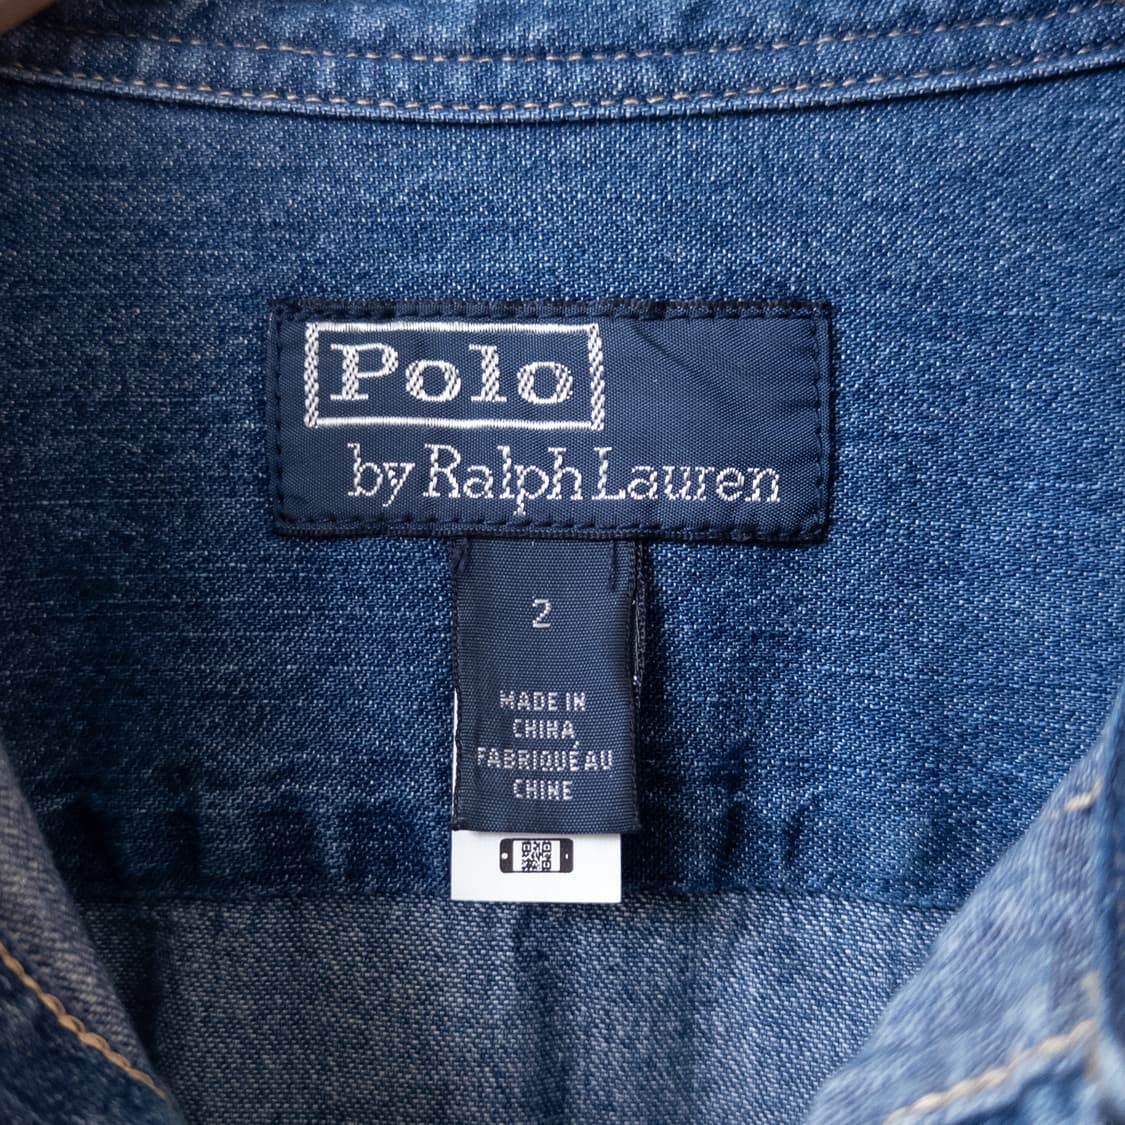 Polo
by Ralph Lauren
2
MADE IN
CHINA
FABRIQUÉ AU
CHINE